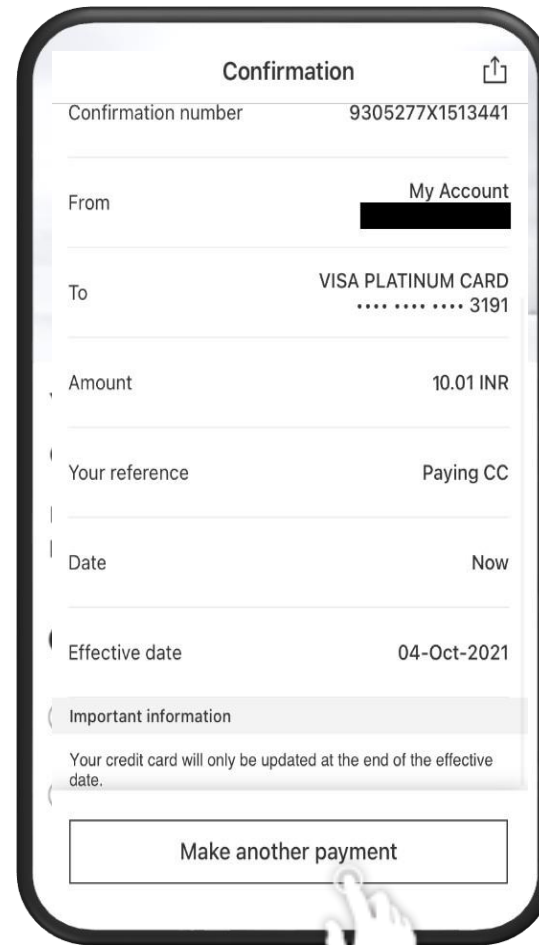 Confirmation
Confirmation number 9305277X1513441
From My Account
To VISA PLATINUM CARD
•••• •••• •••• 3191
Amount 10.01 INR
Your reference Paying CC
Date Now
Effective date 04-Oct-2021
Important information
Your credit card will only be updated at the end of the effective
date.
Make another payment